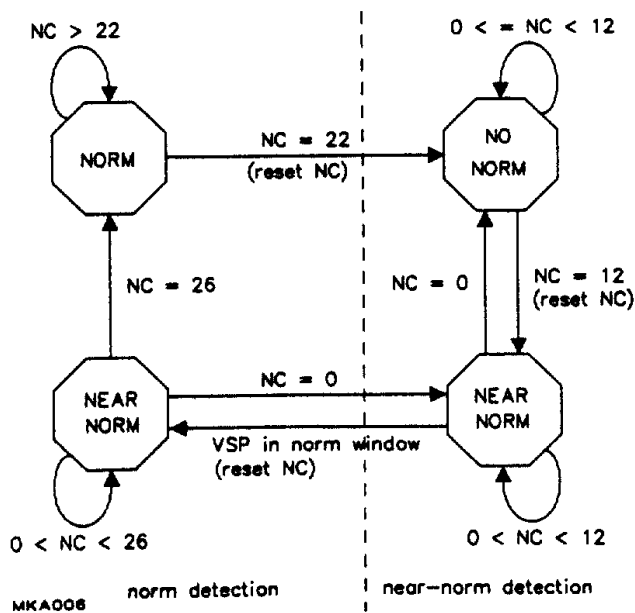 NC > 22
0 < = NC < 12
NORM
NC = 22
(reset NC)
NO
NORM
NC = 26
NC = 0
NC = 12
(reset NC)
NC = 0
NEAR
NORM
NEAR
NORM
VSP in norm window
(reset NC)
0 < NC < 26
0 < NC < 12
MKA006
norm detection
near-norm detection